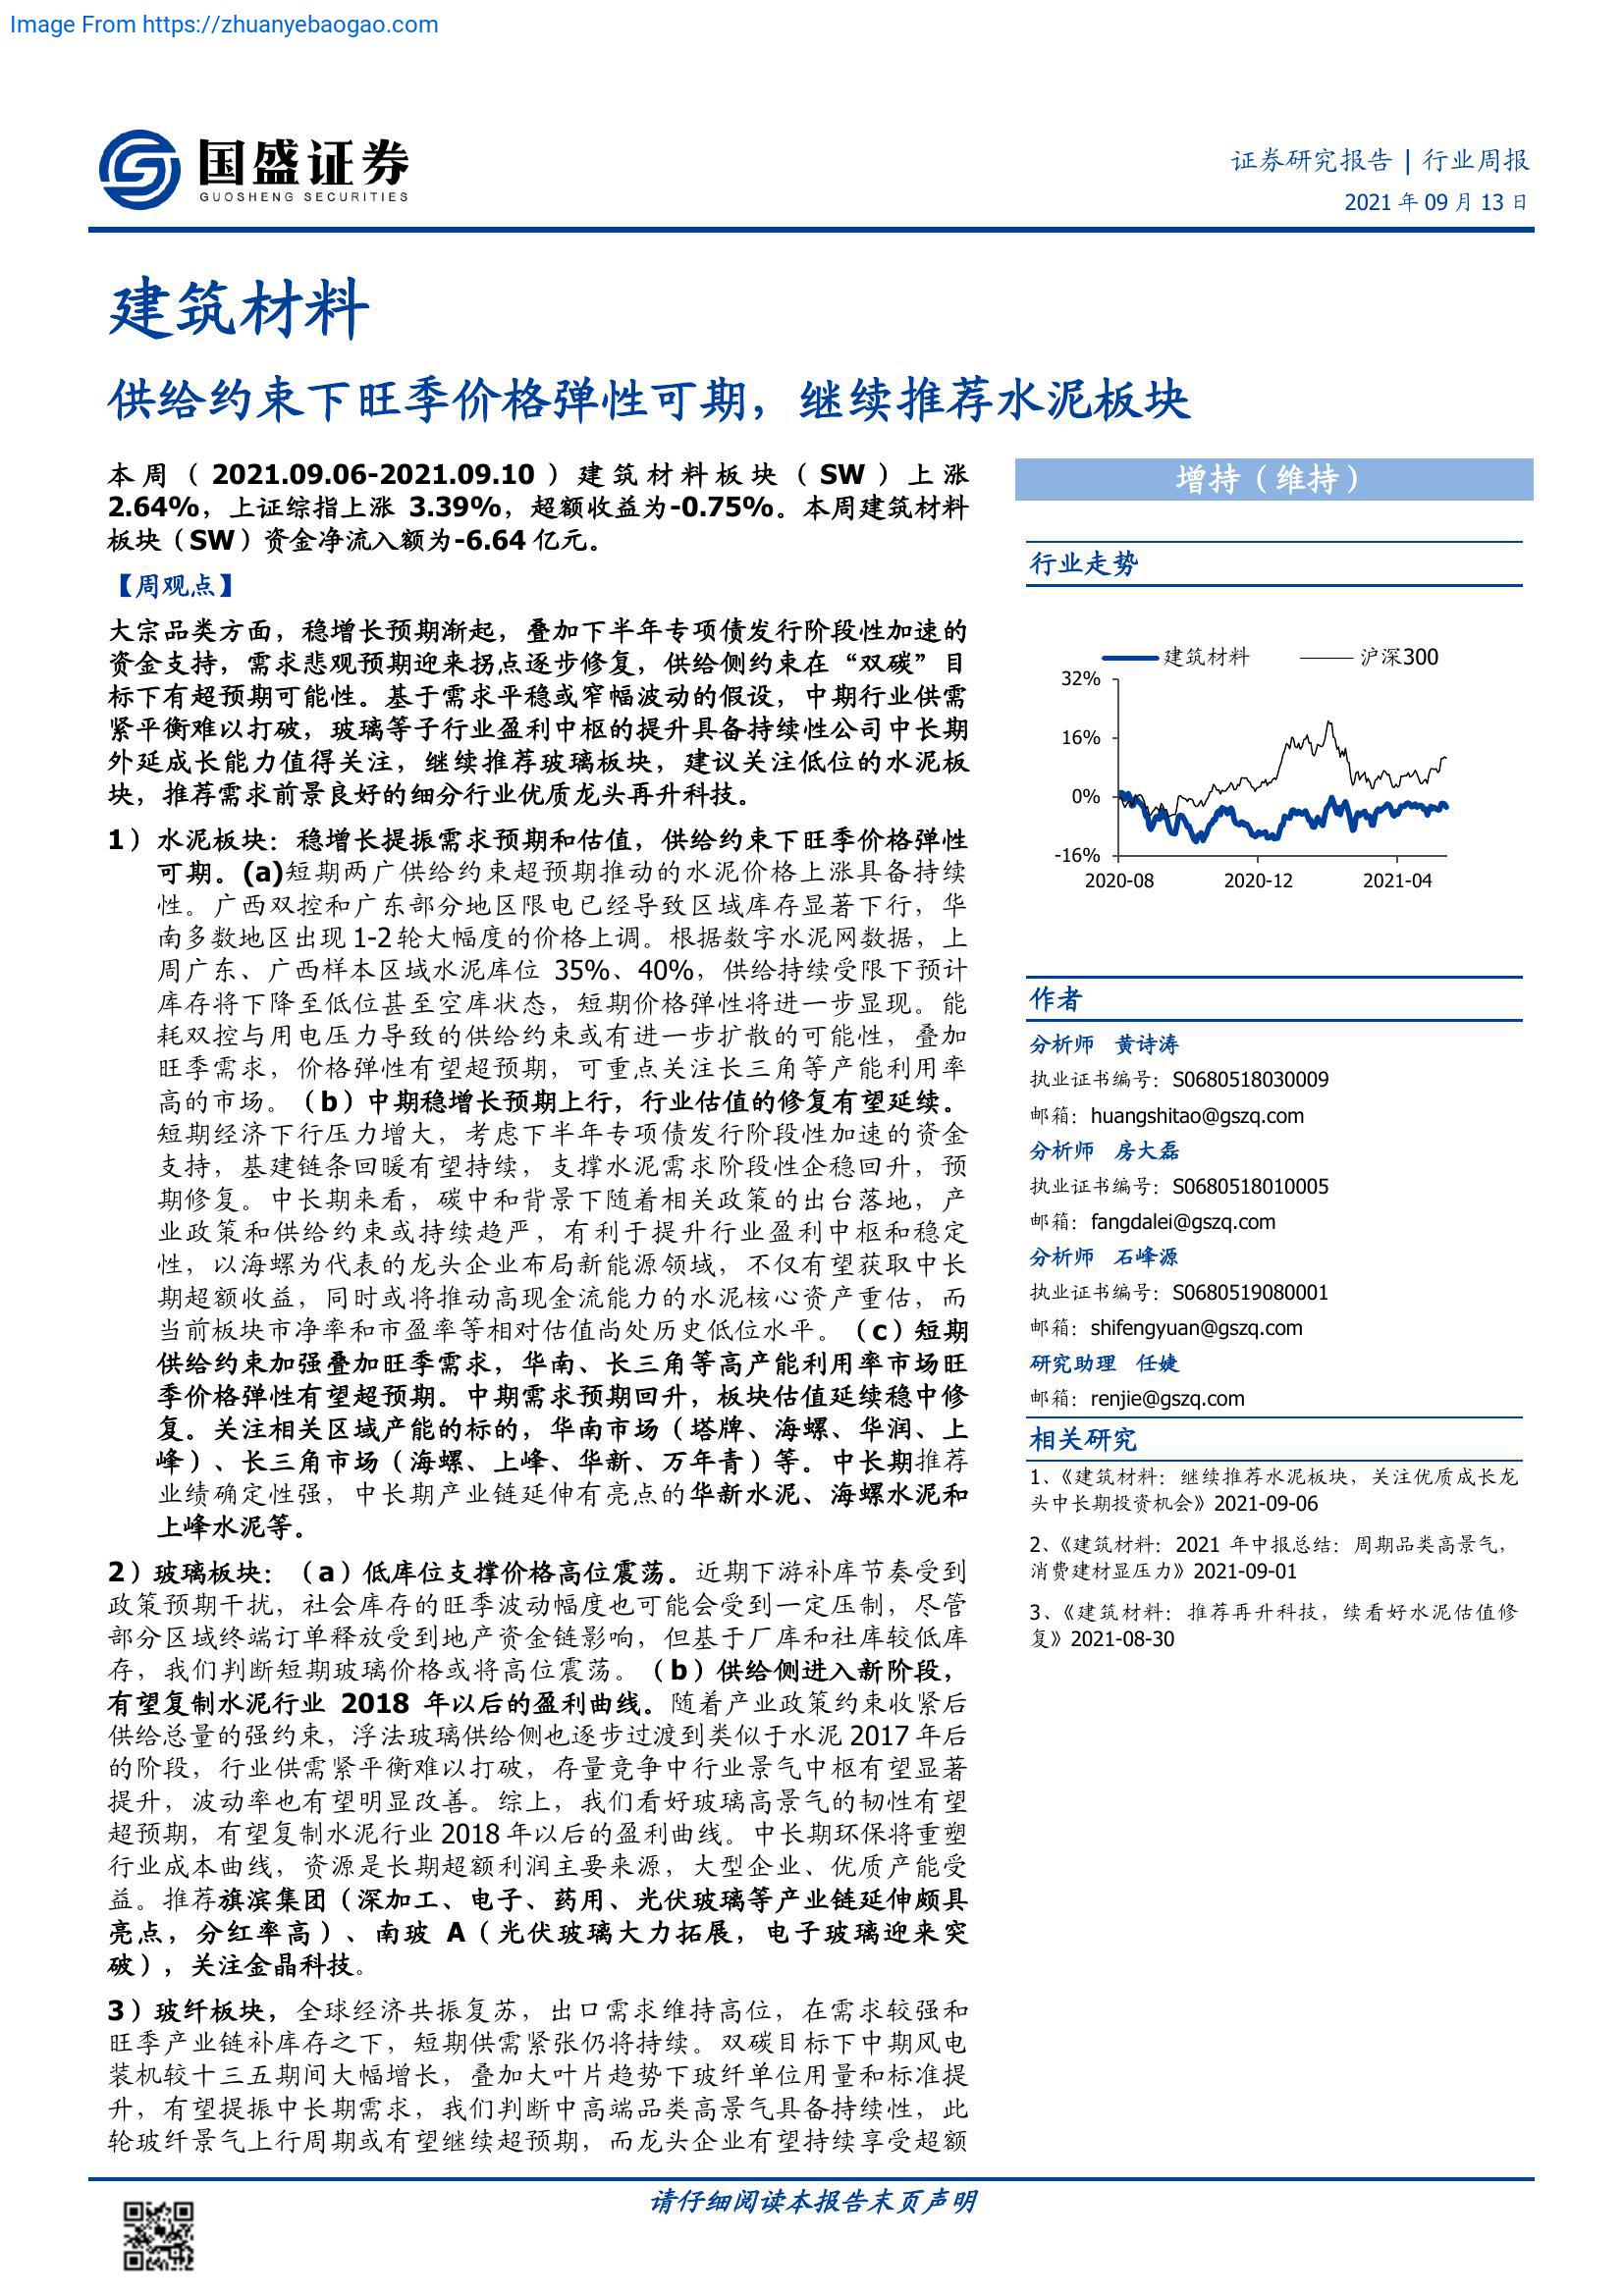 Image From https://zhuanyebaogao.com
国盛证券
GUOSHENG SECURITIES
证券研究报告 | 行业周报
2021 年 09 月 13 日
建筑材料
供给约束下旺季价格弹性可期，继续推荐水泥板块
本周（2021.09.06-2021.09.10）建筑材料板块（SW）上涨
2.64%，上证综指上涨 3.39%，超额收益为-0.75%。本周建筑材料
板块（SW）资金净流入额为-6.64 亿元。
【周观点】
大宗品类方面，稳增长预期渐起，叠加下半年专项债发行阶段性加速的
资金支持，需求悲观预期迎来拐点逐步修复，供给侧约束在“双碳”目
标下有超预期可能性。基于需求平稳或窄幅波动的假设，中期行业供需
紧平衡难以打破，玻璃等子行业盈利中枢的提升具备持续性公司中长期
外延成长能力值得关注，继续推荐玻璃板块，建议关注低位的水泥板
块，推荐需求前景良好的细分行业优质龙头再升科技。
1）水泥板块：稳增长提振需求预期和估值，供给约束下旺季价格弹性
可期。(a)短期两广供给约束超预期推动的水泥价格上涨具备持续
性。广西双控和广东部分地区限电已经导致区域库存显著下行，华
南多数地区出现 1-2 轮大幅度的价格上调。根据数字水泥网数据，上
周广东、广西样本区域水泥库位 35%、40%，供给持续受限下预计
库存将下降至低位甚至空库状态，短期价格弹性将进一步显现。能
耗双控与用电压力导致的供给约束或有进一步扩散的可能性，叠加
旺季需求，价格弹性有望超预期，可重点关注长三角等产能利用率
高的市场。（b）中期稳增长预期上行，行业估值的修复有望延续。
短期经济下行压力增大，考虑下半年专项债发行阶段性加速的资金
支持，基建链条回暖有望持续，支撑水泥需求阶段性企稳回升，预
期修复。中长期来看，碳中和背景下随着相关政策的出台落地，产
业政策和供给约束或持续趋严，有利于提升行业盈利中枢和稳定
性，以海螺为代表的龙头企业布局新能源领域，不仅有望获取中长
期超额收益，同时或将推动高现金流能力的水泥核心资产重估，而
当前板块市净率和市盈率等相对估值尚处历史低位水平。（c）短期
供给约束加强叠加旺季需求，华南、长三角等高产能利用率市场旺
季价格弹性有望超预期。中期需求预期回升，板块估值延续稳中修
复。关注相关区域产能的标的，华南市场（塔牌、海螺、华润、上
峰）、长三角市场（海螺、上峰、华新、万年青）等。中长期推荐
业绩确定性强，中长期产业链延伸有亮点的华新水泥、海螺水泥和
上峰水泥等。
2）玻璃板块：（a）低库位支撑价格高位震荡。近期下游补库节奏受到
政策预期干扰，社会库存的旺季波动幅度也可能会受到一定压制，尽管
部分区域终端订单释放受到地产资金链影响，但基于厂库和社库较低库
存，我们判断短期玻璃价格或将高位震荡。（b）供给侧进入新阶段，
有望复制水泥行业 2018 年以后的盈利曲线。随着产业政策约束收紧后
供给总量的强约束，浮法玻璃供给侧也逐步过渡到类似于水泥 2017 年后
的阶段，行业供需紧平衡难以打破，存量竞争中行业景气中枢有望显著
提升，波动率也有望明显改善。综上，我们看好玻璃高景气的韧性有望
超预期，有望复制水泥行业 2018 年以后的盈利曲线。中长期环保将重塑
行业成本曲线，资源是长期超额利润主要来源，大型企业、优质产能受
益。推荐旗滨集团（深加工、电子、药用、光伏玻璃等产业链延伸颇具
亮点，分红率高）、南玻 A（光伏玻璃大力拓展，电子玻璃迎来突
破），关注金晶科技。
3）玻纤板块，全球经济共振复苏，出口需求维持高位，在需求较强和
旺季产业链补库存之下，短期供需紧张仍将持续。双碳目标下中期风电
装机较十三五期间大幅增长，叠加大叶片趋势下玻纤单位用量和标准提
升，有望提振中长期需求，我们判断中高端品类高景气具备持续性，此
轮玻纤景气上行周期或有望继续超预期，而龙头企业有望持续享受超额
增持（维持）
行业走势
建筑材料 沪深300
32%
16%
0%
-16%
2020-08 2020-12 2021-04
作者
分析师 黄诗涛
执业证书编号：S0680518030009
邮箱：huangshitao@gszq.com
分析师 房大磊
执业证书编号：S0680518010005
邮箱：fangdalei@gszq.com
分析师 石峰源
执业证书编号：S0680519080001
邮箱：shifengyuan@gszq.com
研究助理 任婕
邮箱：renjie@gszq.com
相关研究
1、《建筑材料：继续推荐水泥板块，关注优质成长龙
头中长期投资机会》2021-09-06
2、《建筑材料：2021 年中报总结：周期品类高景气，
消费建材显压力》2021-09-01
3、《建筑材料：推荐再升科技，续看好水泥估值修
复》2021-08-30
请仔细阅读本报告末页声明